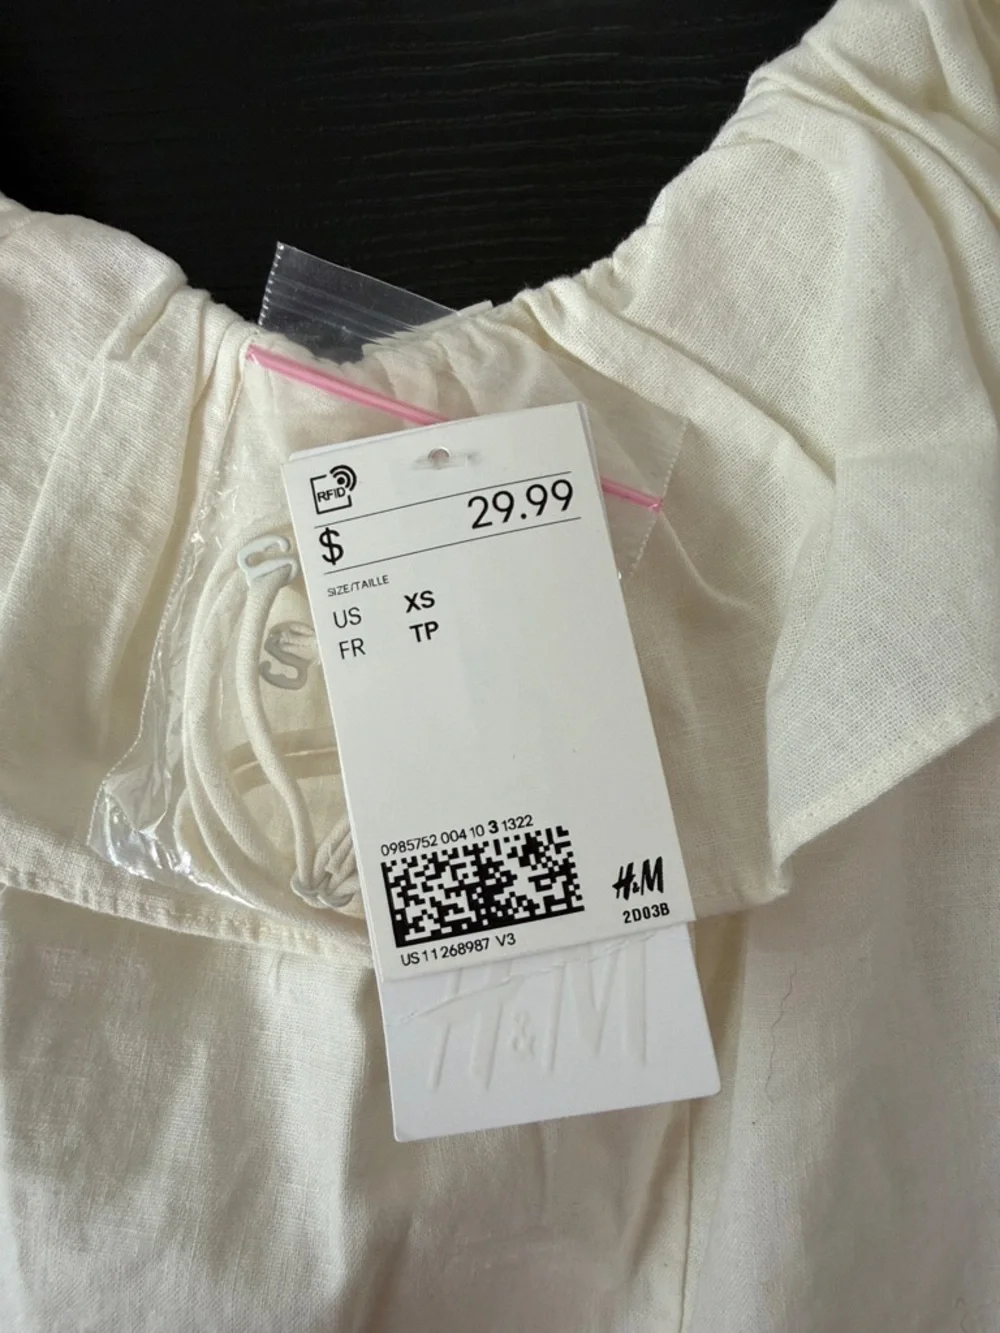 RFID
$ 29.99
SIZE/TAILLE
US XS
FR TP
0985752 004 10 3 1322
H&M
2D03B
US11268987 V3
H&M